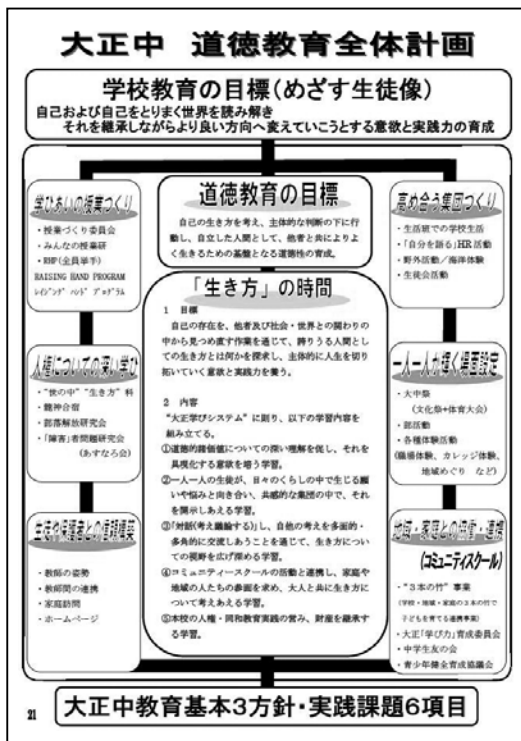 大正中 道徳教育全体計画
学校教育の目標(めざす生徒像)
自己および自己をとりまく世界を読み解き
それを継承しながらより良い方向へ変えていこうとする意欲と実践力の育成
学びあいの授業つくり
・授業づくり委員会
・みんなの授業研
・RHP(全員挙手)
RAISING HAND PROGRAM
レイジング ハンド プログラム
人権についての深い学び
・“世の中”“生き方”科
・龍神合宿
・部落解放研究会
・「障害」者問題研究会
(あすなろ会)
生徒や保護者との信頼構築
・教師の姿勢
・教師間の連携
・家庭訪問
・ホームページ
道徳教育の目標
自己の生き方を考え、主体的な判断の下に行
動し、自立した人間として、他者と共によりよ
く生きるための基盤となる道徳性の育成。
「生き方」の時間
1 目標
自己の存在を、他者及び社会・世界との関わりの
中から見つめ直す作業を通じて、誇りうる人間とし
ての生き方とは何かを探求し、主体的に人生を切り
拓いていく意欲と実践力を養う。
2 内容
“大正学びシステム”に則り、以下の学習内容を
組み立てる。
①道徳的諸価値についての深い理解を促し、それを
具現化する意欲を培う学習。
②一人一人の生徒が、日々のくらしの中で生じる願
いや悩みと向き合い、共感的な集団の中で、それ
を開示しあえる学習。
③「対話(考え議論する)」し、自他の考えを多面的・
多角的に交流しあうことを通じて、生き方につい
ての視野を広げ深める学習。
④コミュニティースクールの活動と連携し、家庭や
地域の人たちの参画を求め、大人と共に生き方に
ついて考えあえる学習。
⑤本校の人権・同和教育実践の営み、財産を継承す
る学習。
高め合う集団つくり
・生活班での学校生活
・「自分を語る」HR活動
・野外活動/海洋体験
・生徒会活動
一人一人が輝く場面設定
・大中祭
(文化祭+体育大会)
・部活動
・各種体験活動
(職場体験、カレッジ体験、
地域めぐり など)
地域・家庭との協働・連携
(コミュニティスクール)
・“3本の竹”事業
(学校・地域・家庭の3本の竹で
子どもを育てる連携事業)
・大正「学び力」育成委員会
・中学生友の会
・青少年健全育成協議会
大正中教育基本3方針・実践課題6項目
21